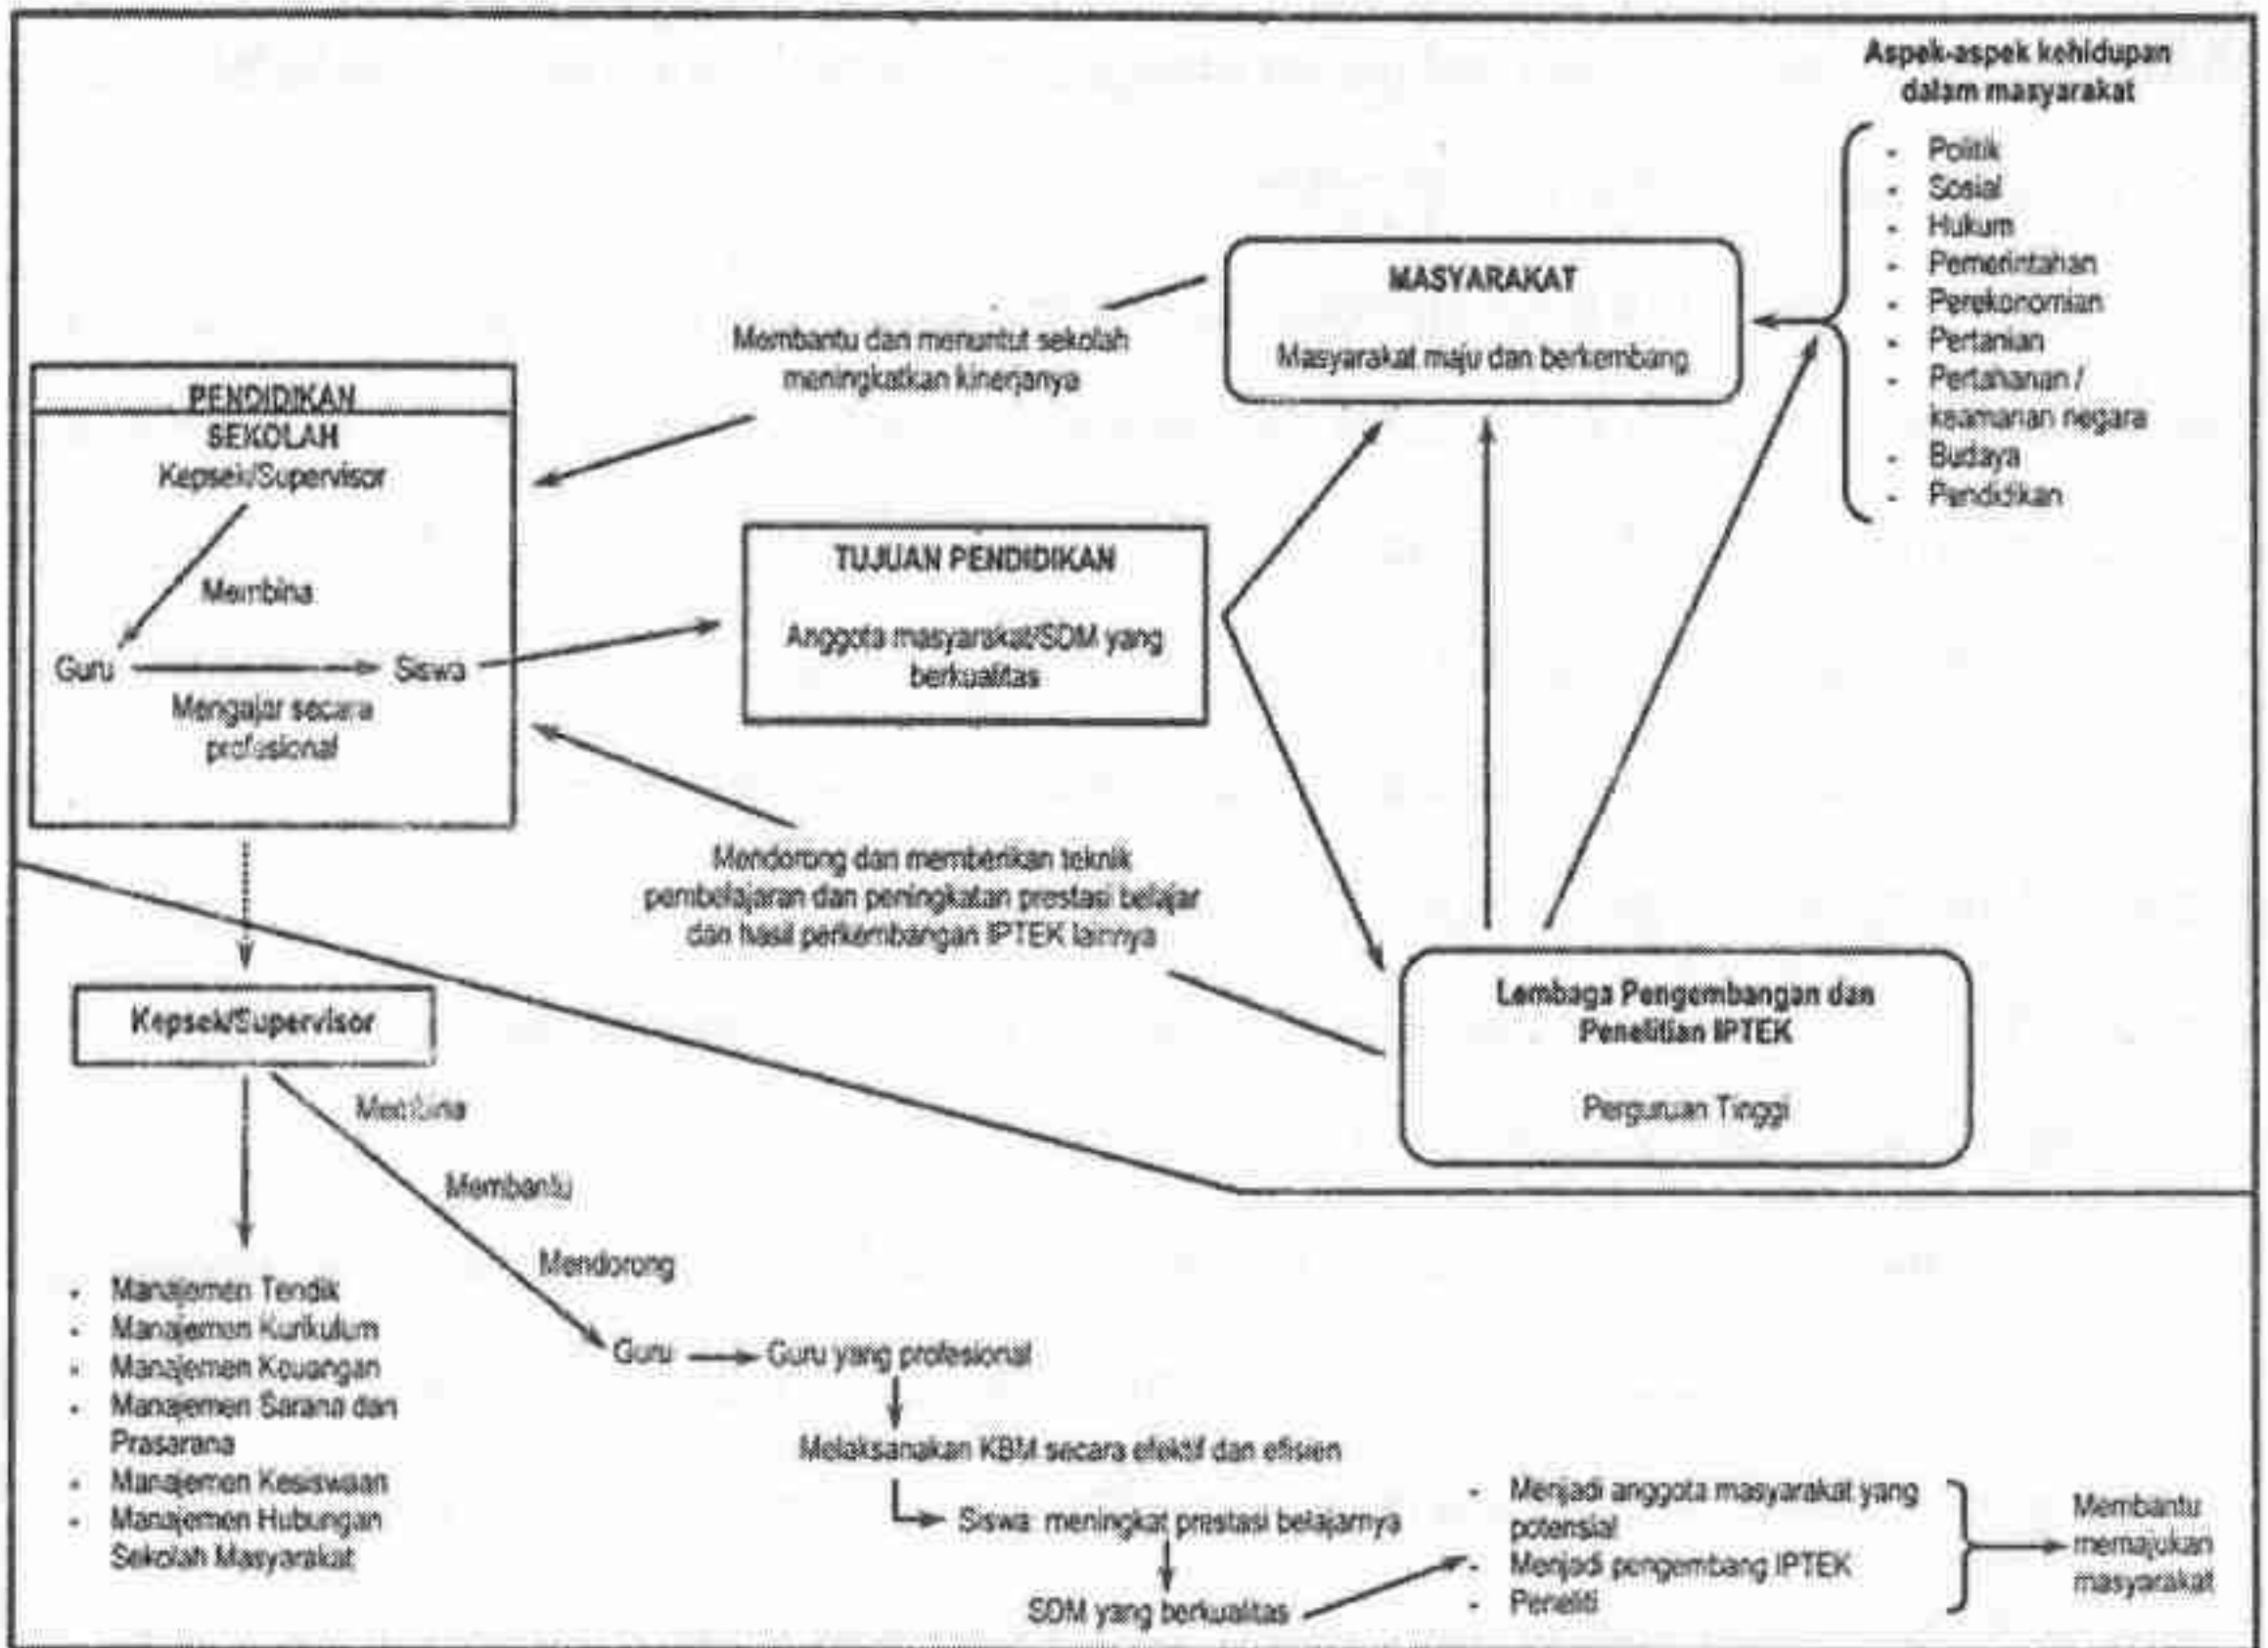 Aspek-aspek kehidupan
dalam masyarakat
- Politik
- Sosial
- Hukum
- Pemerintahan
- Perekonomian
- Pertanian
- Pertahanan /
keamanan negara
- Budaya
- Pendidikan
MASYARAKAT
Masyarakat maju dan berkembang
Membantu dan menuntut sekolah
meningkatkan kinerjanya
PENDIDIKAN
SEKOLAH
Kepsek/Supervisor
Membina
Guru
Siswa
Mengajar secara
profesional
TUJUAN PENDIDIKAN
Anggota masyarakat/SDM yang
berkualitas
Mendorong dan memberikan teknik
pembelajaran dan peningkatan prestasi belajar
dan hasil perkembangan IPTEK lainnya
Lembaga Pengembangan dan
Penelitian IPTEK
Perguruan Tinggi
Kepsek/Supervisor
Membina
Membantu
Mendorong
- Manajemen Tendik
- Manajemen Kurikulum
- Manajemen Keuangan
- Manajemen Sarana dan
Prasarana
- Manajemen Kesiswaan
- Manajemen Hubungan
Sekolah Masyarakat
Guru
Guru yang profesional
Melaksanakan KBM secara efektif dan efisien
Siswa meningkat prestasi belajarnya
SDM yang berkualitas
- Menjadi anggota masyarakat yang
potensial
- Menjadi pengembang IPTEK
- Peneliti
Membantu
memajukan
masyarakat